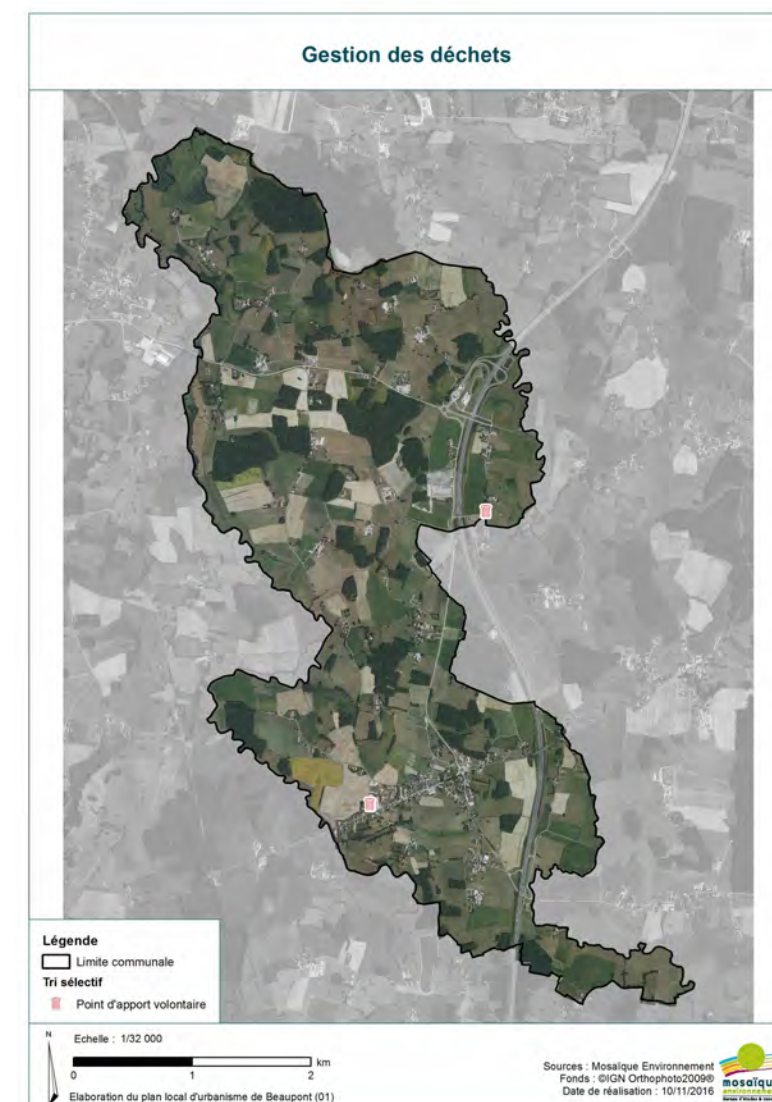 Gestion des déchets
Légende
Limite communale
Tri sélectif
Point d'apport volontaire
N
Echelle : 1/32 000
km
0 1 2
Elaboration du plan local d'urbanisme de Beaupont (01)
Sources : Mosaïque Environnement
Fonds : ©IGN Orthophoto2009®
Date de réalisation : 10/11/2016
mosaïque
environnement